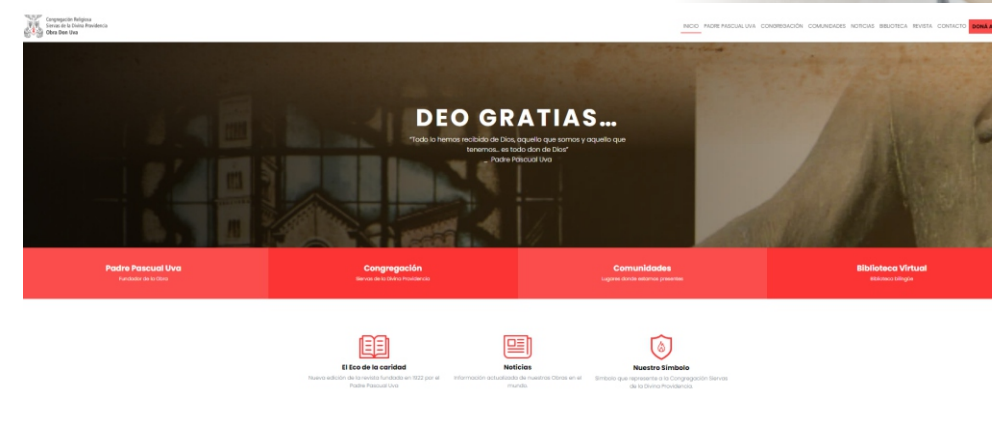 Congregación Religiosa
Siervas de la Divina Providencia
Obra Don Uva
INICIO PADRE PASCUAL UVA CONGREGACIÓN COMUNIDADES NOTICIAS BIBLIOTECA REVISTA CONTACTO DONÁ A
DEO GRATIAS...
"Todo lo hemos recibido de Dios, aquello que somos y aquello que
tenemos... es todo don de Dios"
... Padre Pascual Uva
Padre Pascual Uva
Fundador de la Obra
Congregación
Siervas de la Divina Providencia
Comunidades
Lugares donde estamos presentes
Biblioteca Virtual
Biblioteca bilingüe
El Eco de la caridad
Nueva edición de la revista fundada en 1922 por el
Padre Pascual Uva
Noticias
Información actualizada de nuestras Obras en el
mundo.
Nuestro Símbolo
Símbolo que representa a la Congregación Siervas
de la Divina Providencia